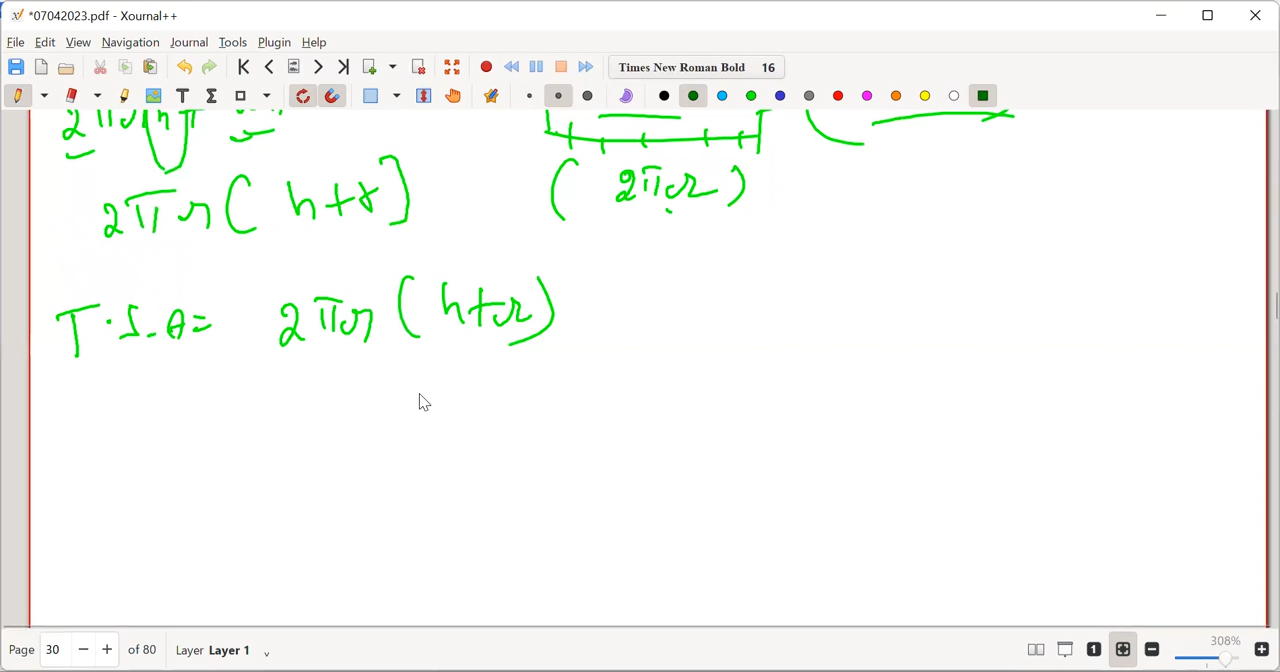 *07042023.pdf - Xournal++
File Edit View Navigation Journal Tools Plugin Help
Times New Roman Bold 16
2πr(h+r]
(2πr)
T.S.A= 2πr(h+r)
Page 30 of 80 Layer Layer 1
308%